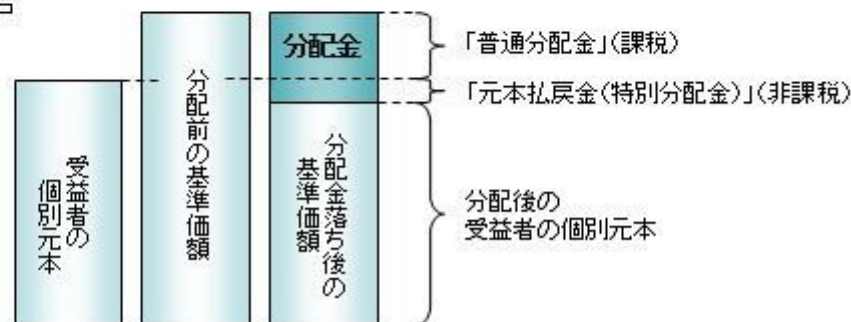 受益者の
個別元本
分配前の基準価額
分配金
分配金落ち後の
基準価額
「普通分配金」(課税)
「元本払戻金(特別分配金)」(非課税)
分配後の
受益者の個別元本